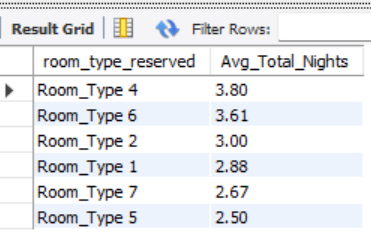 Result Grid Filter Rows:
room_type_reserved Avg_Total_Nights
Room_Type 4 3.80
Room_Type 6 3.61
Room_Type 2 3.00
Room_Type 1 2.88
Room_Type 7 2.67
Room_Type 5 2.50